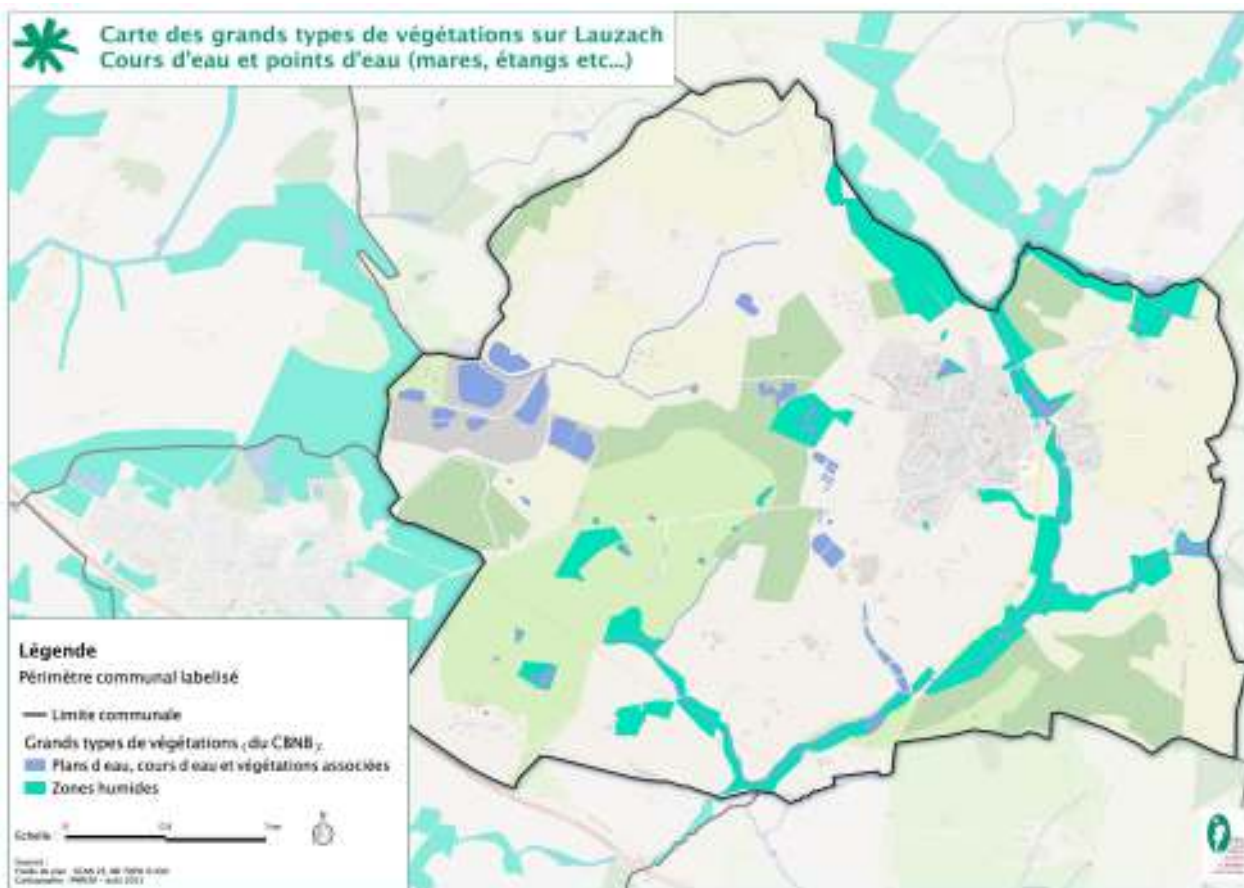 Carte des grands types de végétations sur Lauzach
Cours d'eau et points d'eau (mares, étangs etc...)
Légende
Périmètre communal labelisé
Limite communale
Grands types de végétations (du CBNB)
Plans d'eau, cours d'eau et végétations associées
Zones humides
Echelle 0